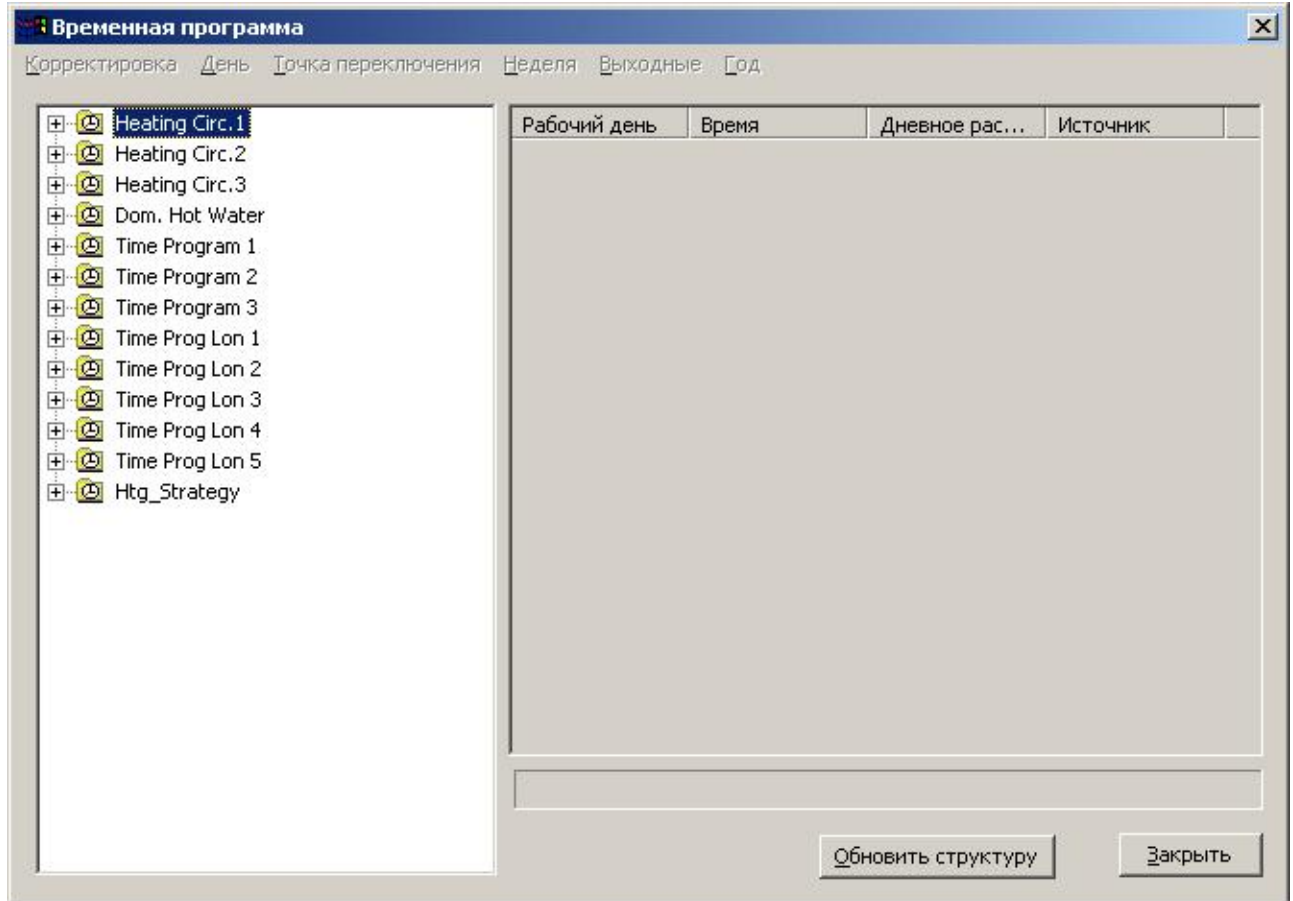 Временная программа
Корректировка День Точка переключения Неделя Выходные Год
Heating Circ.1
Heating Circ.2
Heating Circ.3
Dom. Hot Water
Time Program 1
Time Program 2
Time Program 3
Time Prog Lon 1
Time Prog Lon 2
Time Prog Lon 3
Time Prog Lon 4
Time Prog Lon 5
Htg_Strategy
Рабочий день Время Дневное рас... Источник
Обновить структуру Закрыть